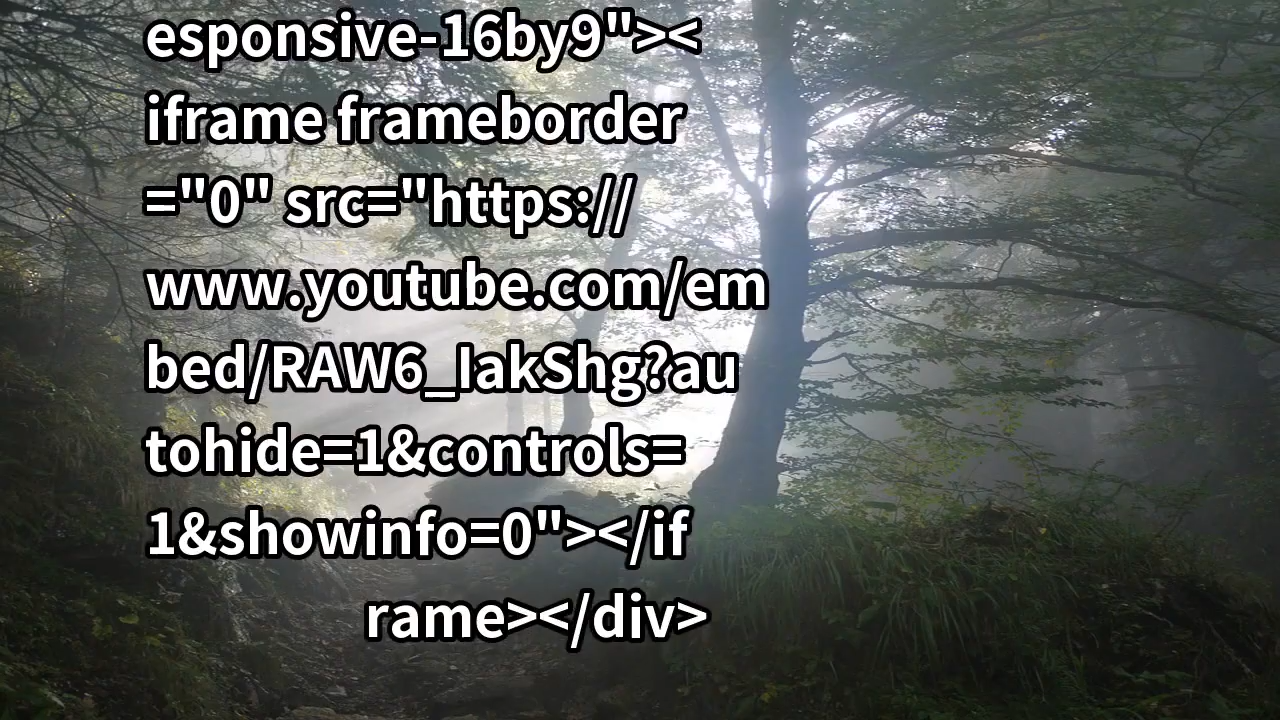 esponsive-16by9"><
iframe frameborder
="0" src="https://
www.youtube.com/em
bed/RAW6_IakShg?au
tohide=1&controls=
1&showinfo=0"></if
rame></div>